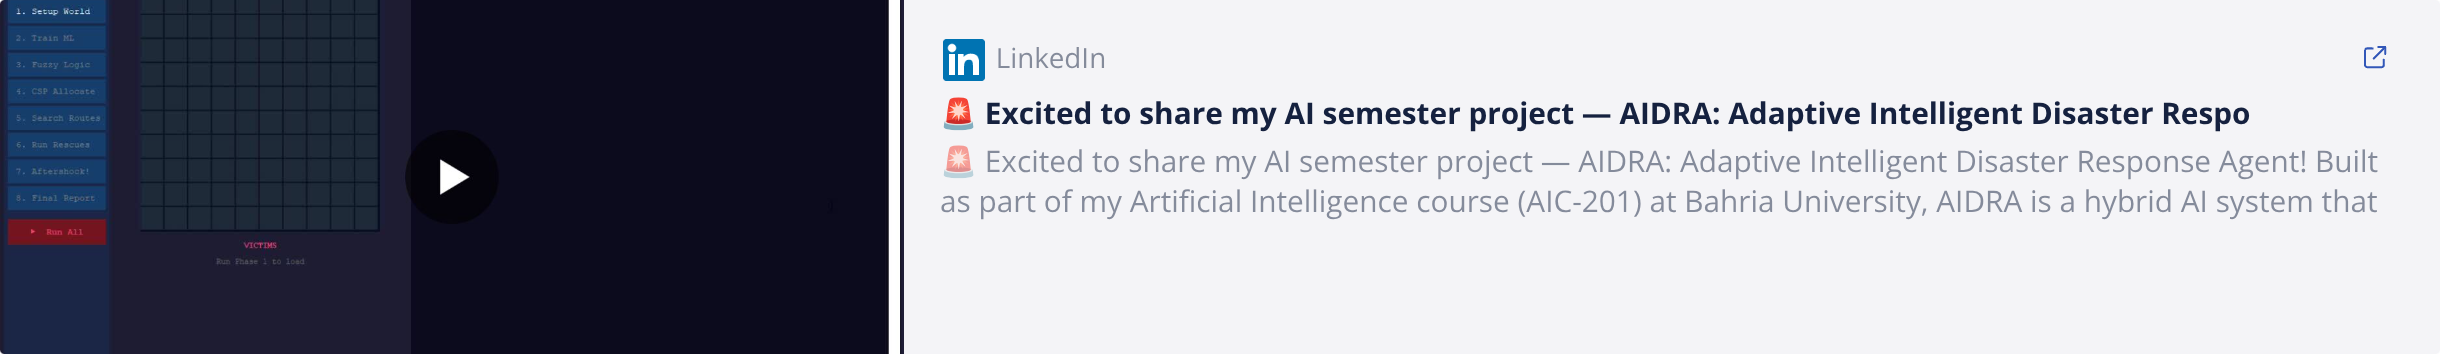 1. Setup World
2. Train ML
3. Fuzzy Logic
4. CSP Allocate
5. Search Routes
6. Run Rescues
7. Aftershock!
8. Final Report
▶ Run All
VICTIMS
Run Phase 1 to load
in LinkedIn
🚨 Excited to share my AI semester project — AIDRA: Adaptive Intelligent Disaster Respo
🚨 Excited to share my AI semester project — AIDRA: Adaptive Intelligent Disaster Response Agent! Built
as part of my Artificial Intelligence course (AIC-201) at Bahria University, AIDRA is a hybrid AI system that